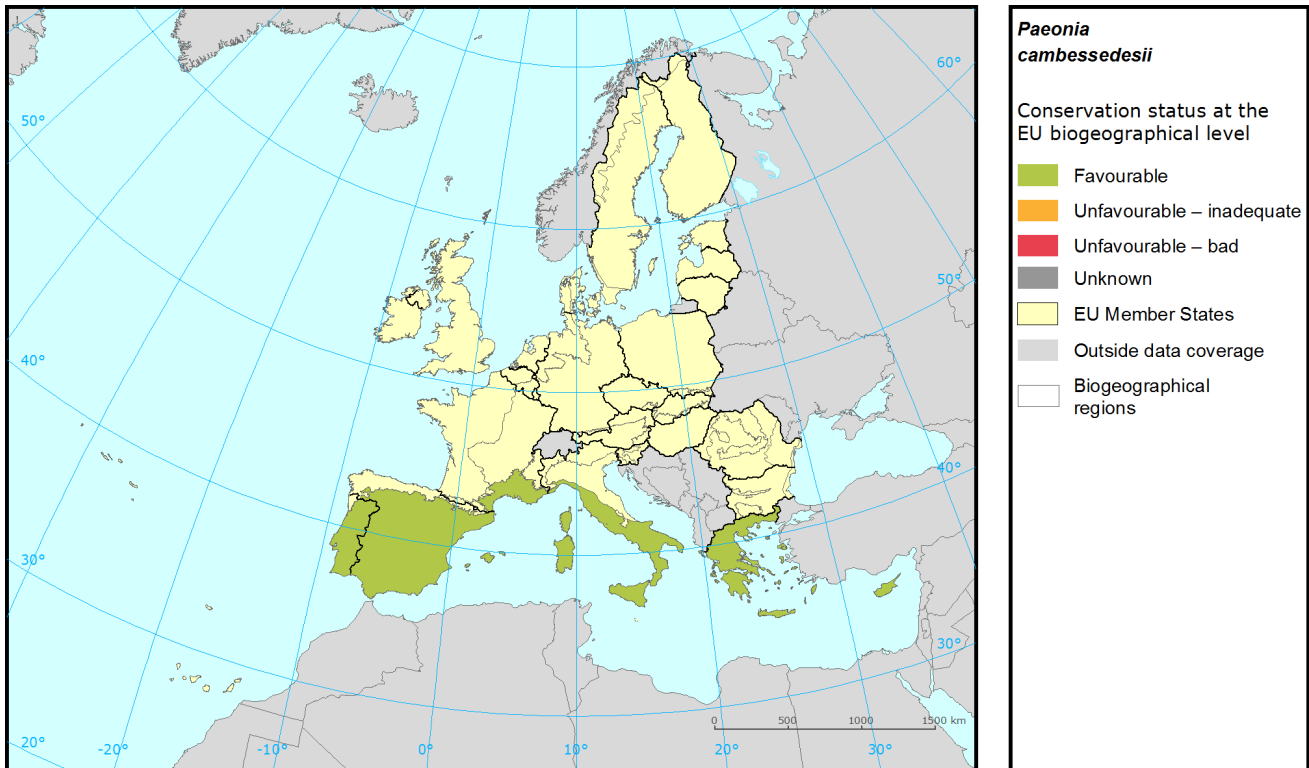 Paeonia
cambessedesii
Conservation status at the
EU biogeographical level
Favourable
Unfavourable – inadequate
Unfavourable – bad
Unknown
EU Member States
Outside data coverage
Biogeographical
regions
60°
50°
50°
40°
40°
30°
30°
0 500 1000 1500 km
20° -20° -10° 0° 10° 20° 30°